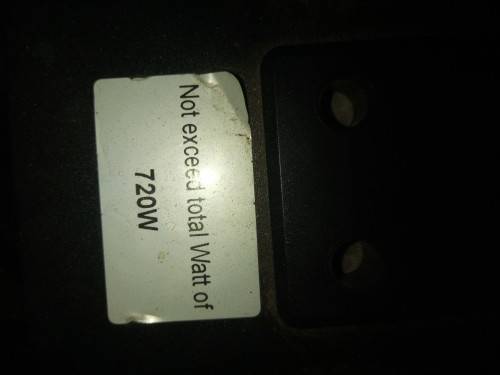 Not exceed total Watt of
720W